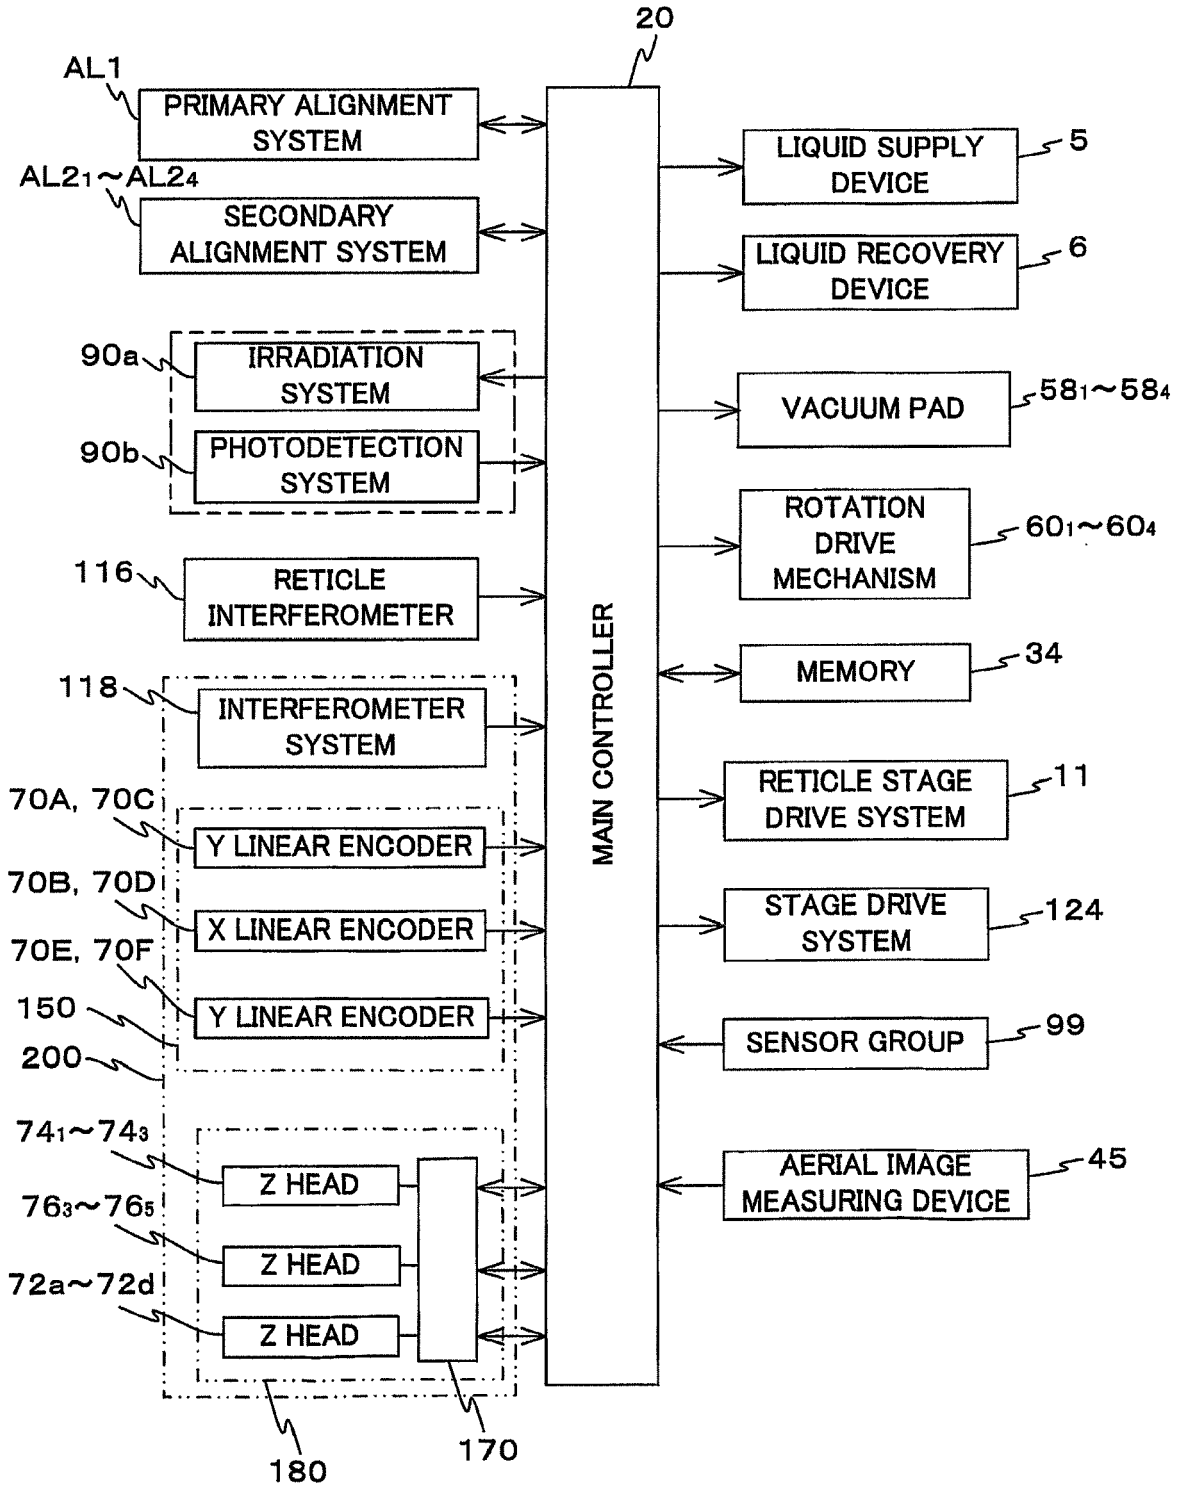 20
AL1
PRIMARY ALIGNMENT
SYSTEM
AL2₁～AL2₄
SECONDARY
ALIGNMENT SYSTEM
90a
IRRADIATION
SYSTEM
90b
PHOTODETECTION
SYSTEM
116
RETICLE
INTERFEROMETER
118
INTERFEROMETER
SYSTEM
70A, 70C
Y LINEAR ENCODER
70B, 70D
X LINEAR ENCODER
70E, 70F
Y LINEAR ENCODER
150
200
74₁～74₃
Z HEAD
76₃～76₅
Z HEAD
72a～72d
Z HEAD
180
170
MAIN CONTROLLER
LIQUID SUPPLY
DEVICE
5
LIQUID RECOVERY
DEVICE
6
VACUUM PAD
58₁～58₄
ROTATION
DRIVE
MECHANISM
60₁～60₄
MEMORY
34
RETICLE STAGE
DRIVE SYSTEM
11
STAGE DRIVE
SYSTEM
124
SENSOR GROUP
99
AERIAL IMAGE
MEASURING DEVICE
45